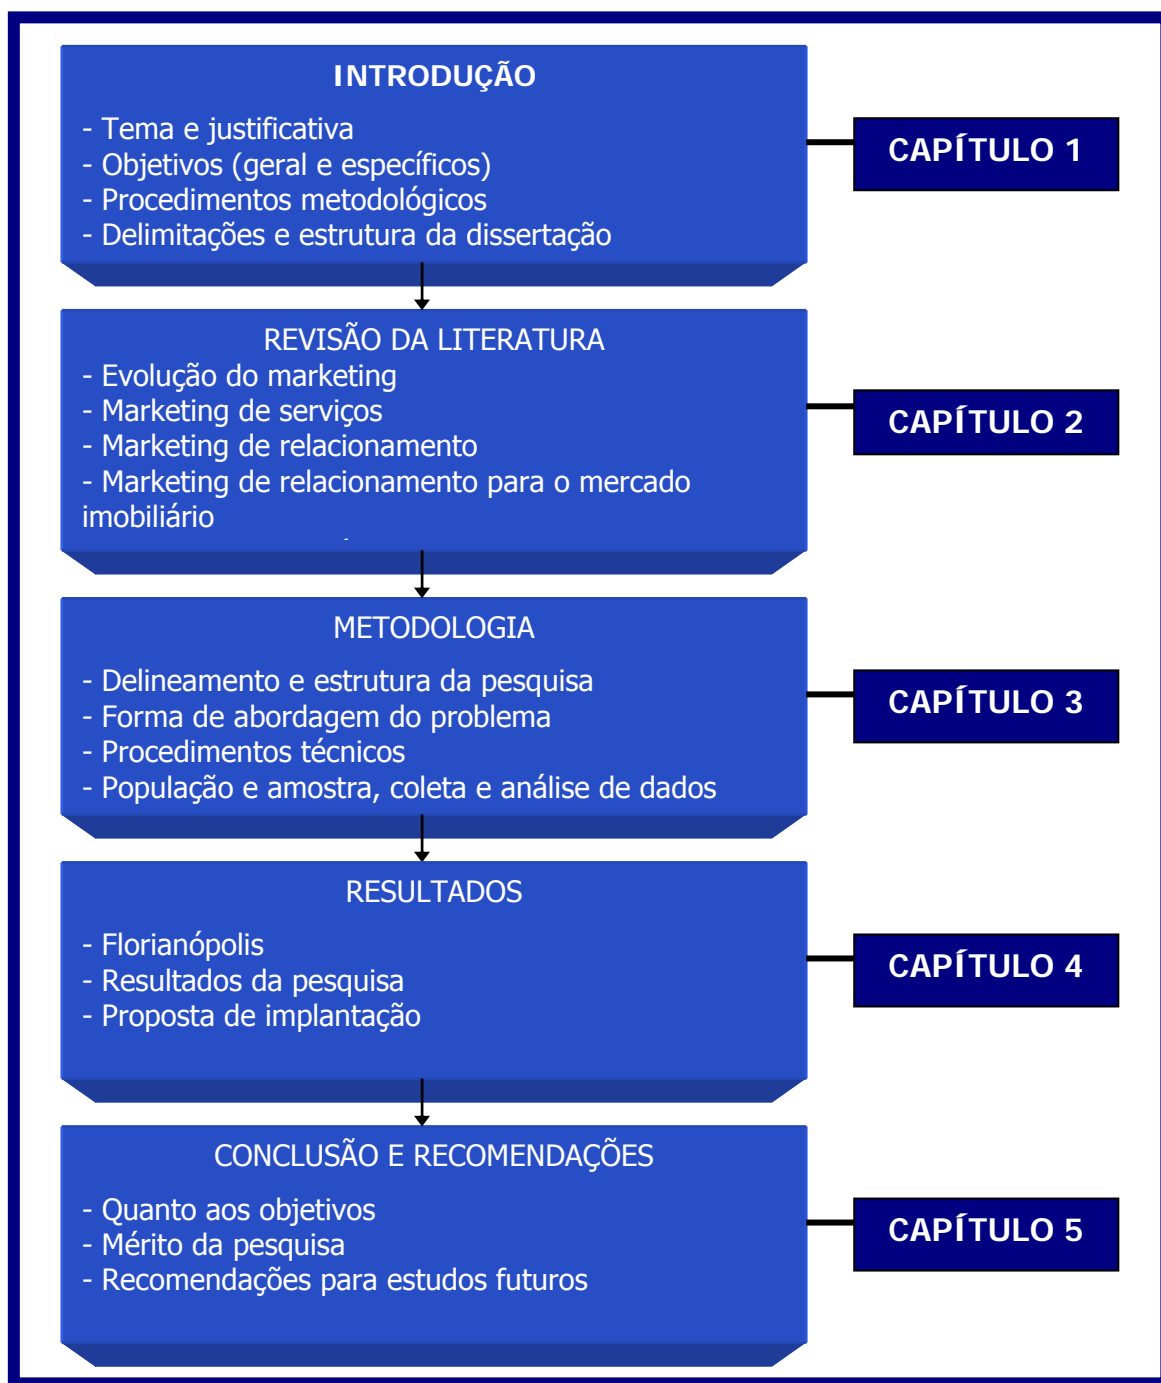 INTRODUÇÃO
- Tema e justificativa
- Objetivos (geral e específicos)
- Procedimentos metodológicos
- Delimitações e estrutura da dissertação
CAPÍTULO 1
REVISÃO DA LITERATURA
- Evolução do marketing
- Marketing de serviços
- Marketing de relacionamento
- Marketing de relacionamento para o mercado
imobiliário
CAPÍTULO 2
METODOLOGIA
- Delineamento e estrutura da pesquisa
- Forma de abordagem do problema
- Procedimentos técnicos
- População e amostra, coleta e análise de dados
CAPÍTULO 3
RESULTADOS
- Florianópolis
- Resultados da pesquisa
- Proposta de implantação
CAPÍTULO 4
CONCLUSÃO E RECOMENDAÇÕES
- Quanto aos objetivos
- Mérito da pesquisa
- Recomendações para estudos futuros
CAPÍTULO 5